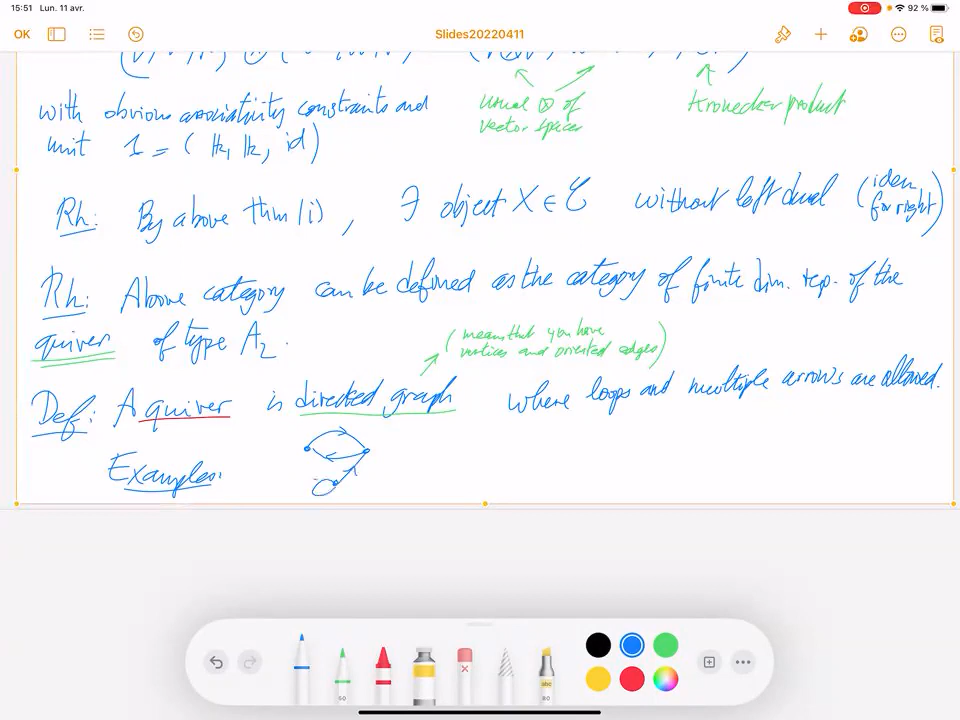 15:51 Lun. 11 avr. 92 %
OK Slides20220411
with obvious associativity constraints and
unit 1 = ( k, k, id )
usual ⊗ of
vector spaces
Kronecker product
Rk: By above thm (i), ∃ object X ∈ C without left dual (idem for right)
Rk: Above category can be defined as the category of finite dim. rep. of the
quiver of type A₂.
(means that you have
vertices and oriented edges)
Def: A quiver is directed graph where loops and multiple arrows are allowed.
Examples:
50
80